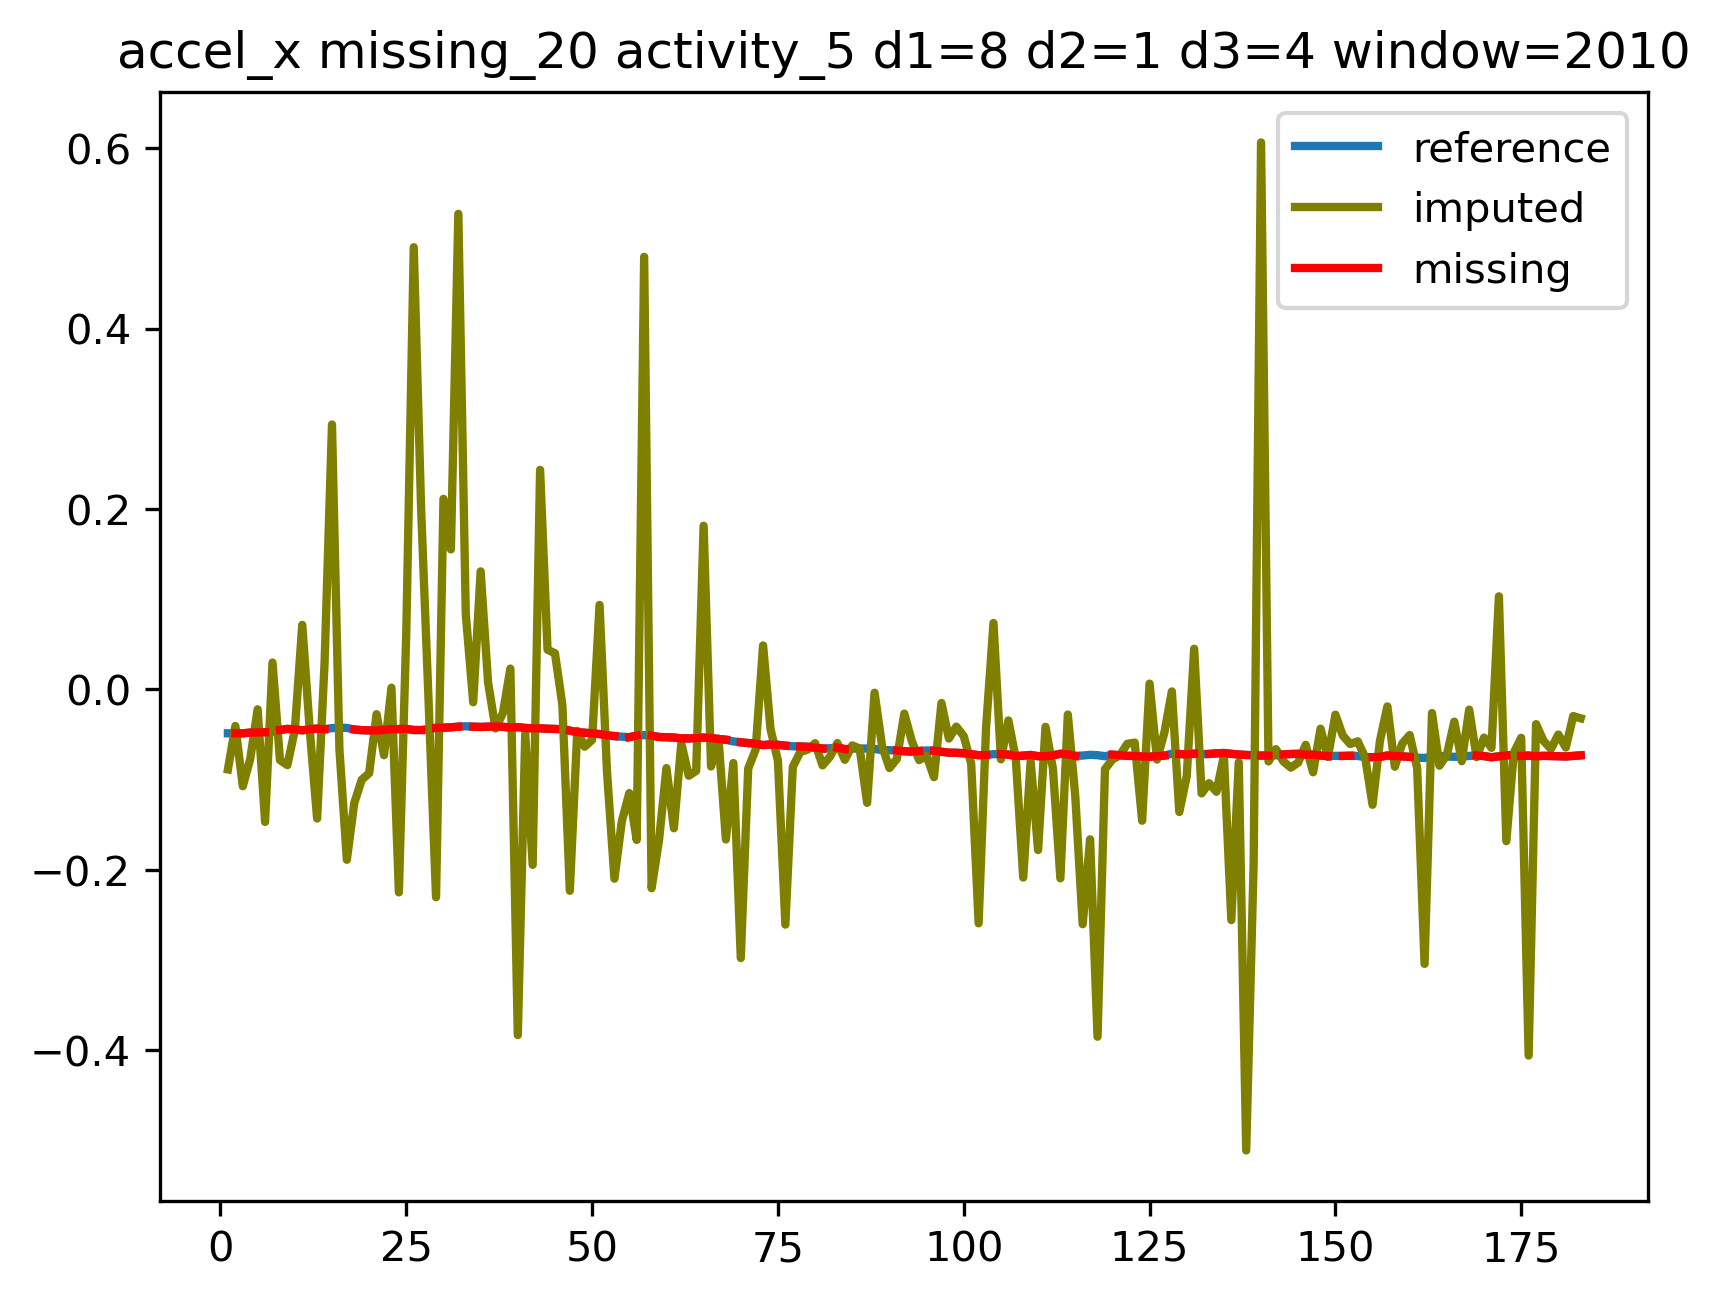 accel_x missing_20 activity_5 d1=8 d2=1 d3=4 window=2010
reference
imputed
missing
0.6
0.4
0.2
0.0
−0.2
−0.4
0 25 50 75 100 125 150 175